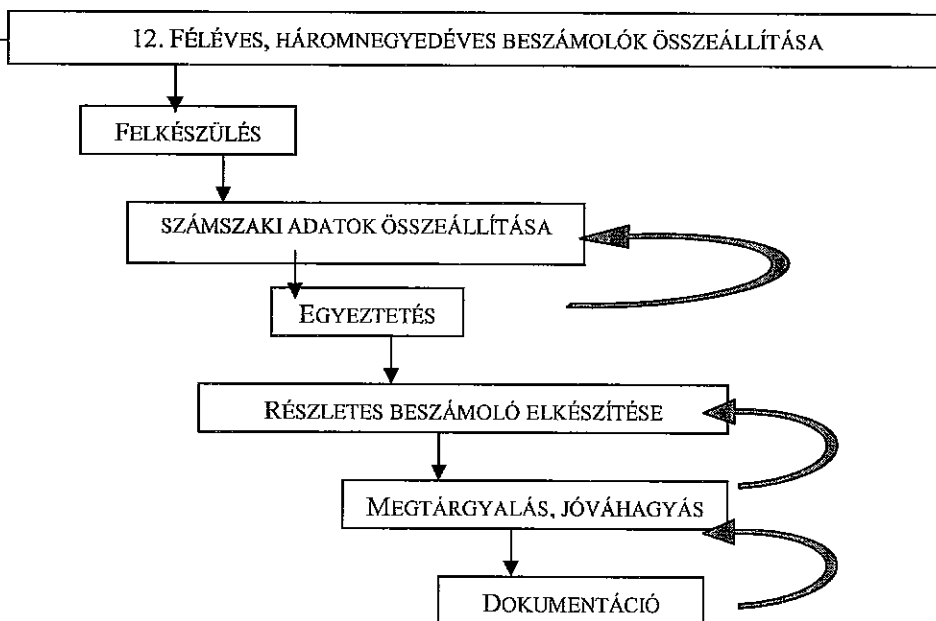 12. FÉLÉVES, HÁROMNEGYEDÉVES BESZÁMOLÓK ÖSSZEÁLLÍTÁSA
FELKÉSZÜLÉS
SZÁMSZAKI ADATOK ÖSSZEÁLLÍTÁSA
EGYEZTETÉS
RÉSZLETES BESZÁMOLÓ ELKÉSZÍTÉSE
MEGTÁRGYALÁS, JÓVÁHAGYÁS
DOKUMENTÁCIÓ